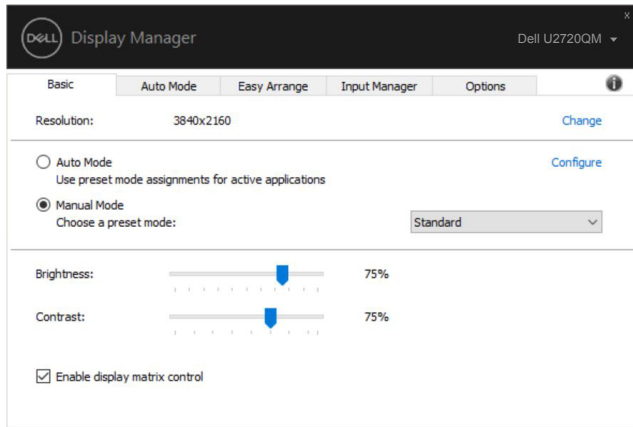 x
DELL Display Manager Dell U2720QM
Basic Auto Mode Easy Arrange Input Manager Options i
Resolution: 3840x2160 Change
Auto Mode Configure
Use preset mode assignments for active applications
Manual Mode
Choose a preset mode: Standard
Brightness: 75%
Contrast: 75%
Enable display matrix control